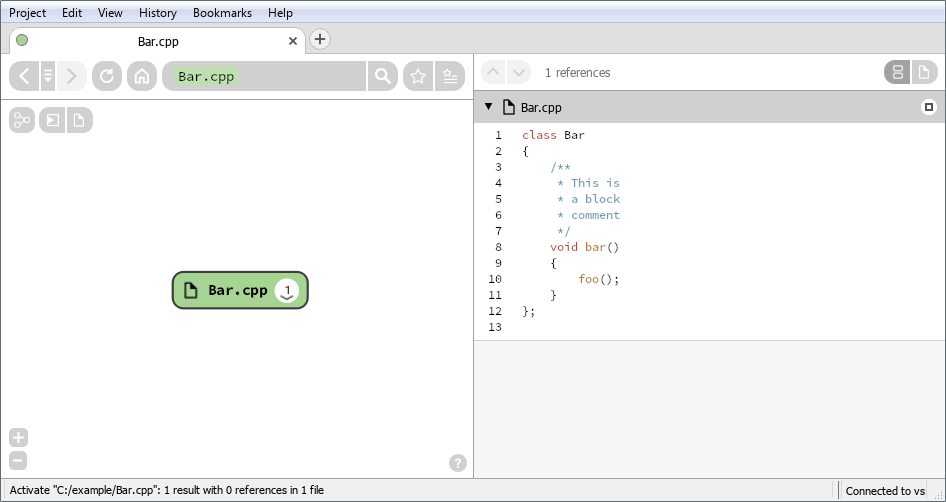 Project Edit View History Bookmarks Help
Bar.cpp
Bar.cpp
1 references
Bar.cpp
Bar.cpp 1
1 class Bar
2 {
3     /**
4      * This is
5      * a block
6      * comment
7      */
8     void bar()
9     {
10         foo();
11     }
12 };
13
?
Activate "C:/example/Bar.cpp": 1 result with 0 references in 1 file
Connected to vs